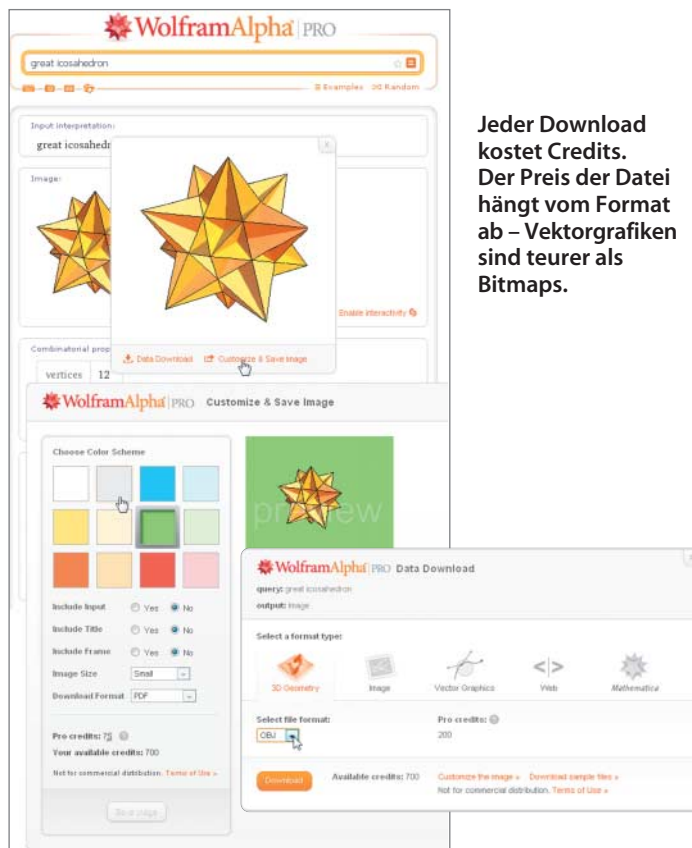 WolframAlpha PRO
great icosahedron
Examples Random
Input interpretation:
great icosahedr
Image:
Enable interactivity
Data Download Customize & Save Image
Combinatorial prop
vertices 12
WolframAlpha PRO Customize & Save Image
Choose Color Scheme
preview
Include Input Yes No
Include Title Yes No
Include Frame Yes No
Image Size Small
Download Format PDF
Pro credits: 75
Your available credits: 700
Not for commercial distribution. Terms of Use »
WolframAlpha PRO Data Download
query: great icosahedron
output: Image
Select a format type:
3D Geometry Image Vector Graphics Web Mathematica
Select file format: Pro credits:
OBJ 200
Download Available credits: 700 Customize the image » Download sample files »
Not for commercial distribution. Terms of Use »
Jeder Download
kostet Credits.
Der Preis der Datei
hängt vom Format
ab – Vektorgrafiken
sind teurer als
Bitmaps.